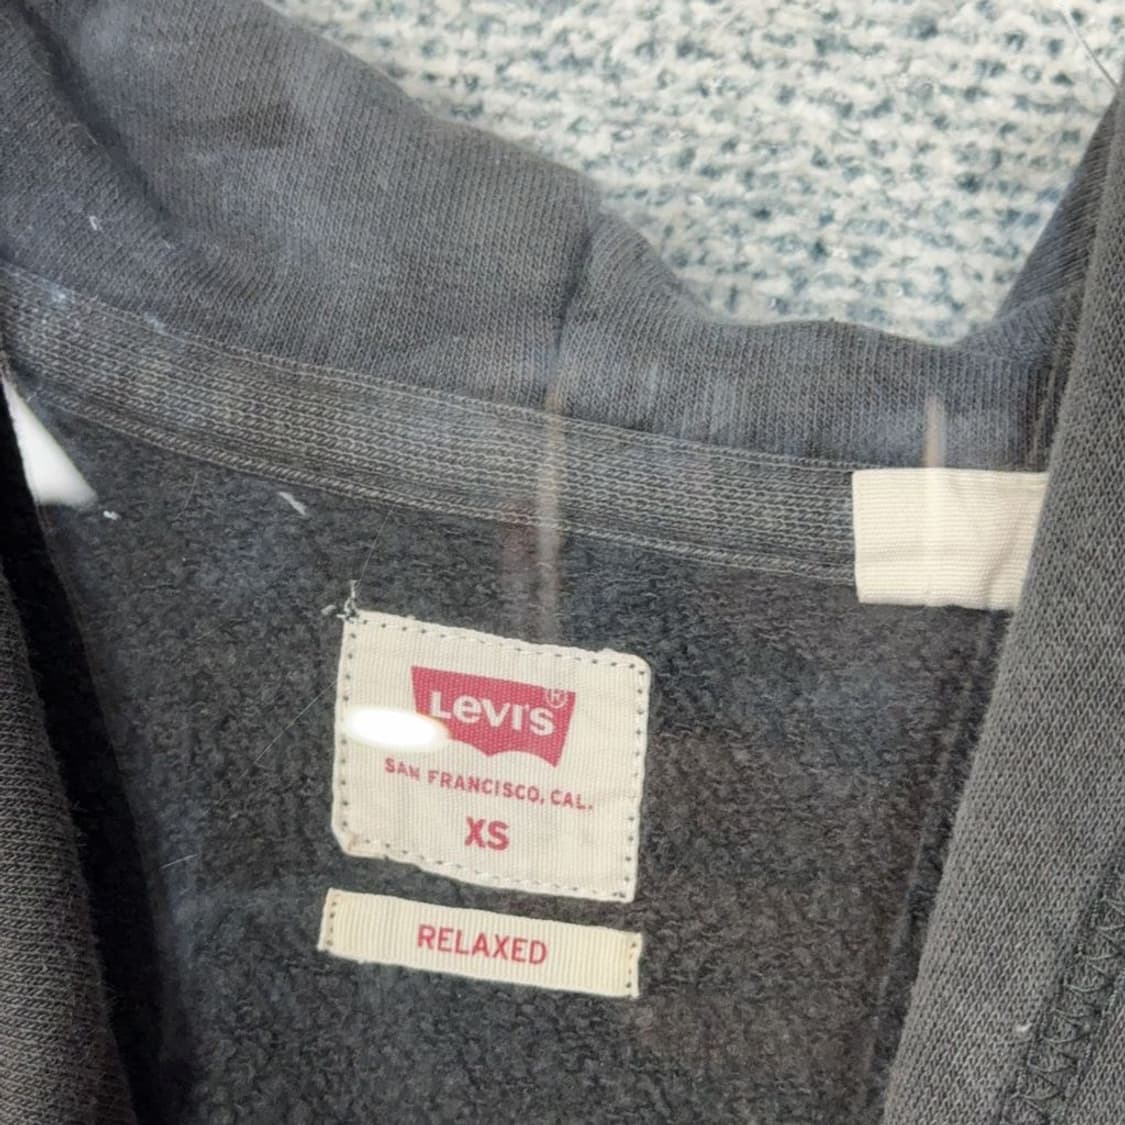 LEVI'S®
SAN FRANCISCO, CAL.
XS
RELAXED